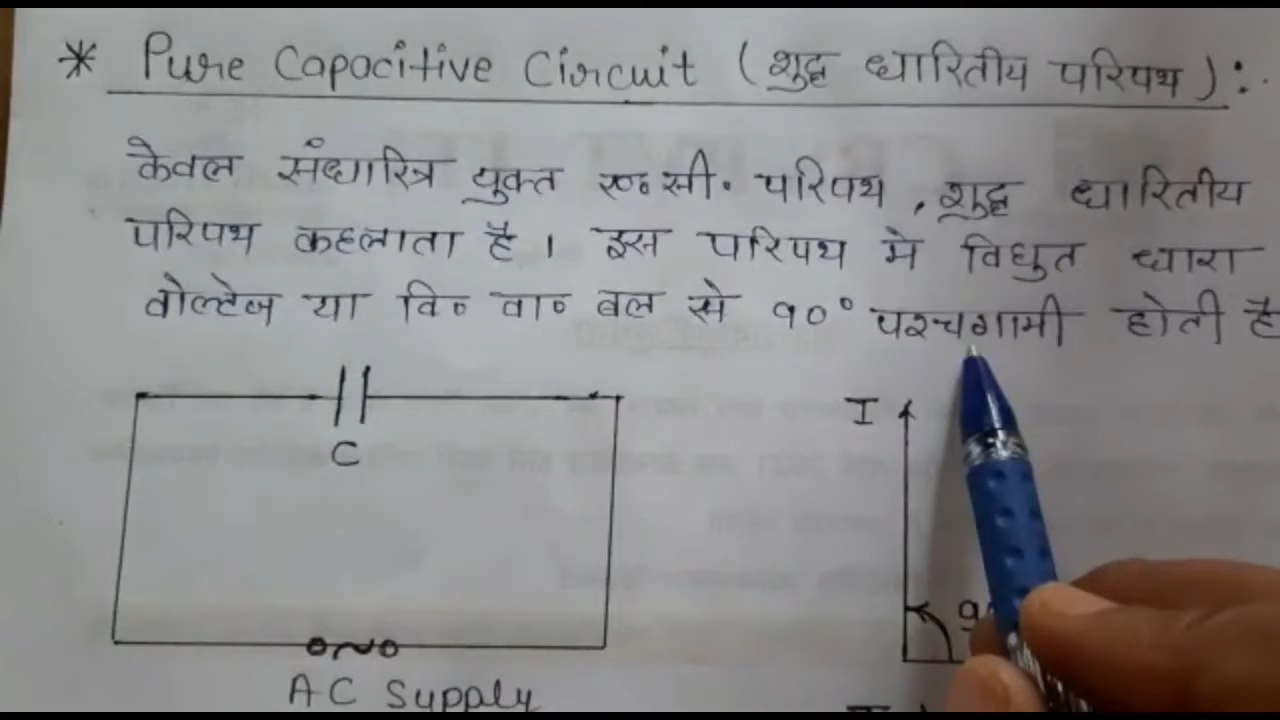 * Pure Capacitive Circuit (शुद्ध धारितीय परिपथ) :
केवल संधारित्र युक्त ए॰सी॰ परिपथ, शुद्ध धारितीय
परिपथ कहलाता है। इस परिपथ मे विधुत धारा
वोल्टेज या वि॰ वा॰ बल से ९०° पश्चगामी होती है
C
I
AC Supply